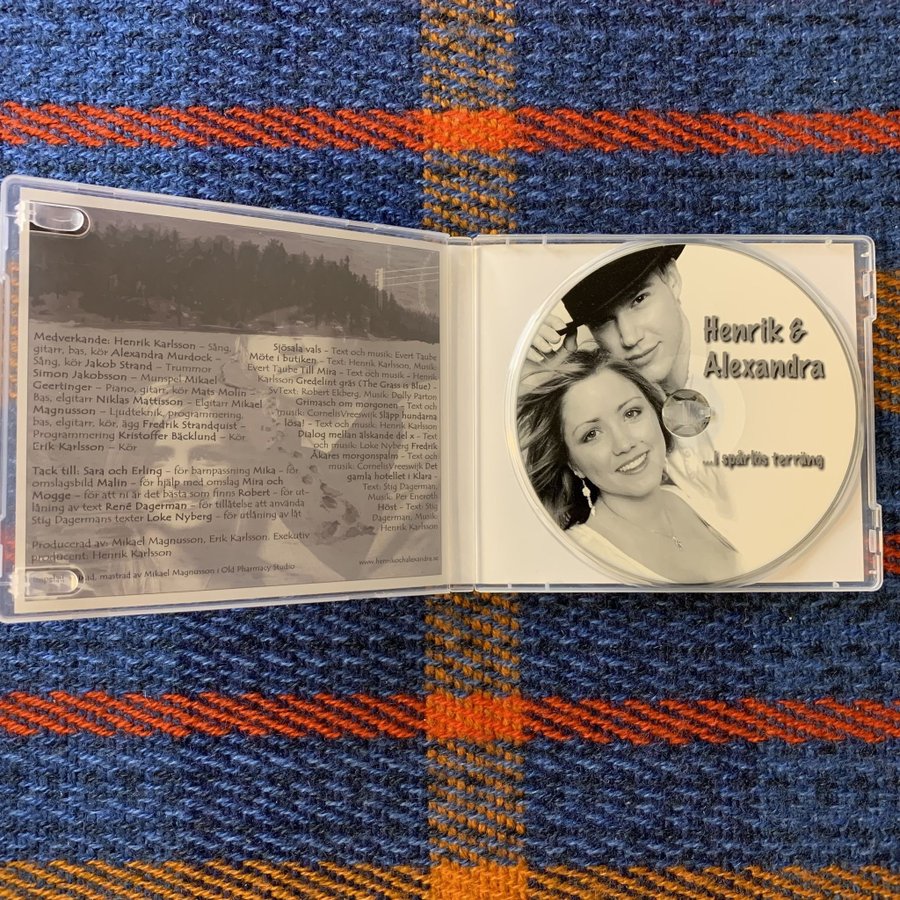 Medverkande: Henrik Karlsson – Sång,
gitarr, bas, kör Alexandra Murdock –
Sång, kör Jakob Strand – Trummor
Simon Jakobsson – Munspel Mikael
Geertinger – Piano, gitarr, kör Mats Molin –
Bas, elgitarr Niklas Mattisson – Elgitarr Mikael
Magnusson – Ljudteknik, programmering,
bas, elgitarr, kör, ägg Fredrik Strandquist –
Programmering Kristoffer Bäcklund – Kör
Erik Karlsson – Kör
Tack till: Sara och Erling – för barnpassning Mika – för
omslagsbild Malin – för hjälp med omslag Mira och
Mogge – för att ni är det bästa som finns Robert – för ut-
låning av text René Dagerman – för tillåtelse att använda
Stig Dagermans texter Loke Nyberg – för utlåning av låt
Producerad av: Mikael Magnusson, Erik Karlsson. Exekutiv
producent: Henrik Karlsson
mastrad av Mikael Magnusson i Old Pharmacy Studio
Sjösala vals – Text och musik: Evert Taube
Möte i butiken – Text: Henrik Karlsson, Musik:
Evert Taube Till Mira – Text och musik – Henrik
Karlsson Gredelint gräs (The Grass is Blue) –
SvText: Robert Ekberg, Musik: Dolly Parton
Grimasch om morgonen – Text och
musik: CornelisVreeswijk Släpp hundarna
lösa! – Text och musik: Henrik Karlsson
Dialog mellan älskande del x – Text
och musik: Loke Nyberg Fredrik
Åkares morgonspalm – Text och
musik: CornelisVreeswijk Det
gamla hotellet i Klara –
Text: Stig Dagerman,
Musik: Per Eneroth
Höst – Text: Stig
Dagerman, Musik:
Henrik Karlsson
www.henrikochalexandra.se
Henrik &
Alexandra
...i spårlös terräng